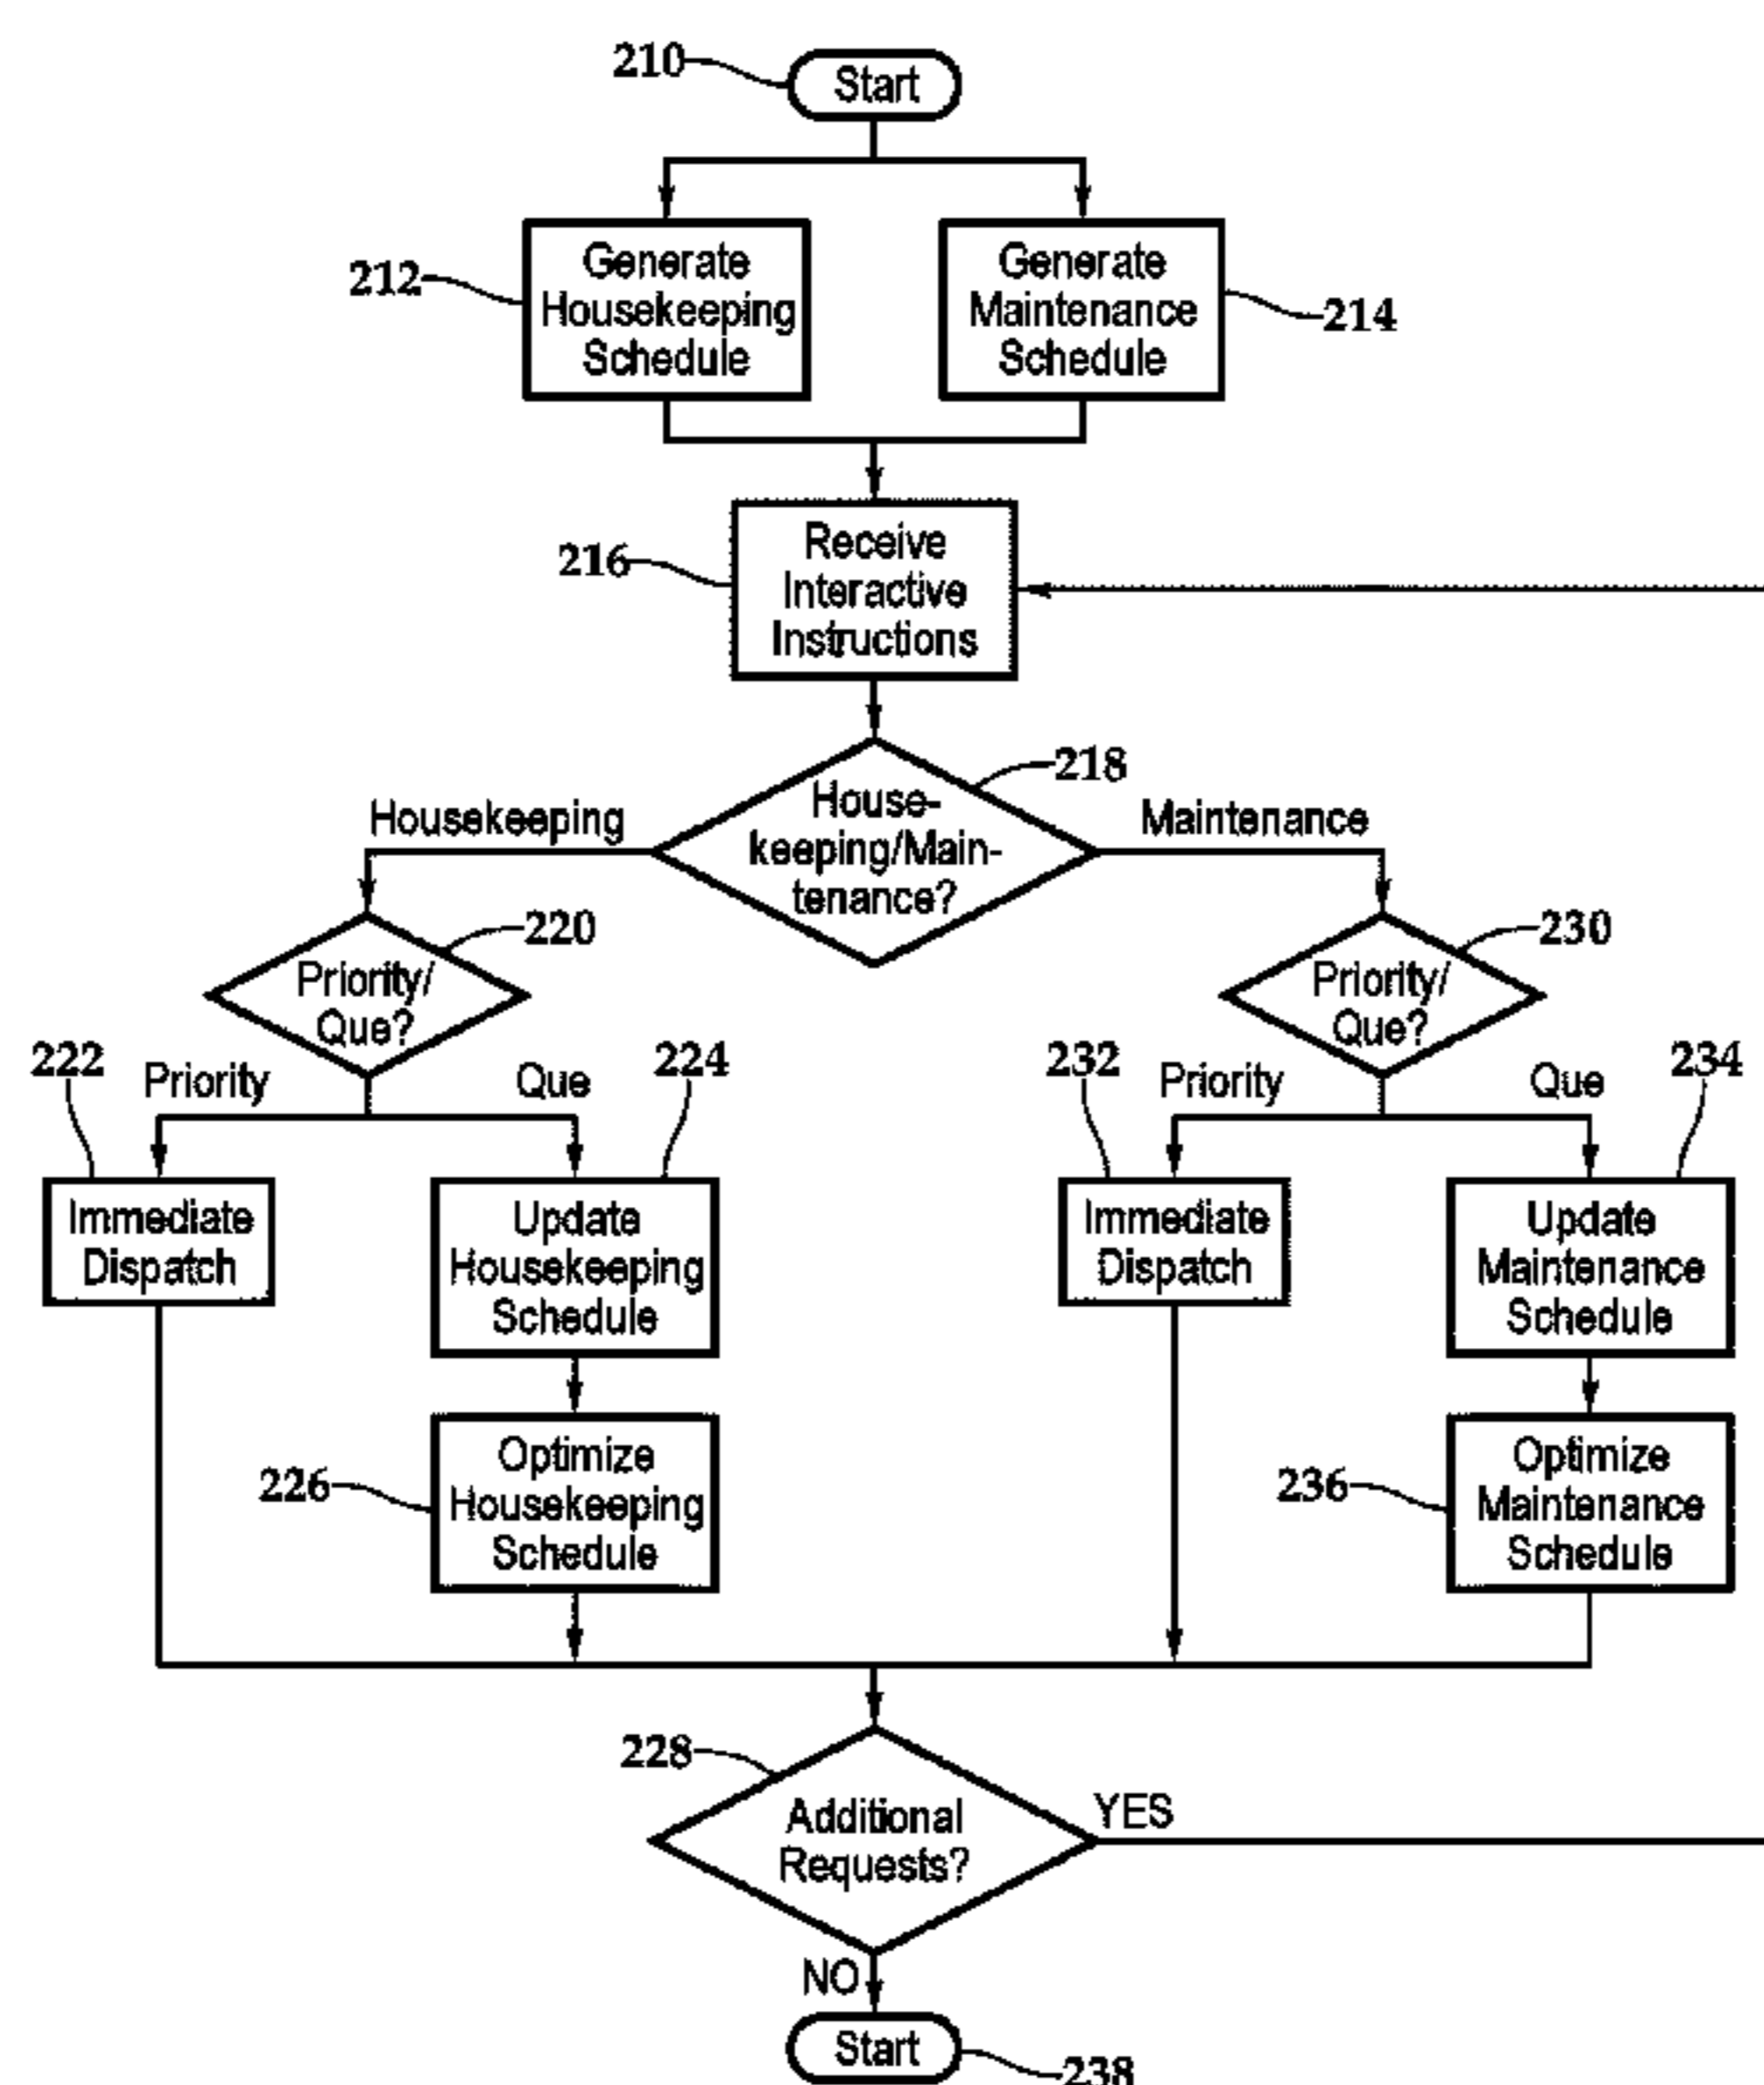 210
Start
212
Generate
Housekeeping
Schedule
Generate
Maintenance
Schedule
214
216
Receive
Interactive
Instructions
218
House-
keeping/Main-
tenance?
Housekeeping
Maintenance
220
Priority/
Que?
230
Priority/
Que?
222
Priority
Que
224
232
Priority
Que
234
Immediate
Dispatch
Update
Housekeeping
Schedule
Immediate
Dispatch
Update
Maintenance
Schedule
226
Optimize
Housekeeping
Schedule
236
Optimize
Maintenance
Schedule
228
Additional
Requests?
YES
NO
Start
238